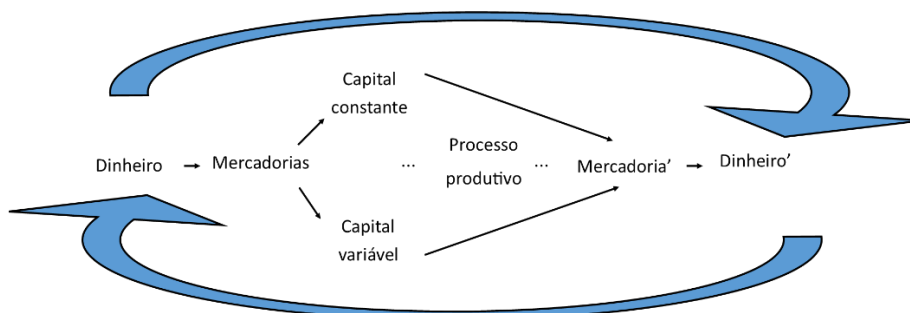 Capital
constante
Dinheiro
Mercadorias
...
Processo
produtivo
...
Mercadoria’
Dinheiro’
Capital
variável